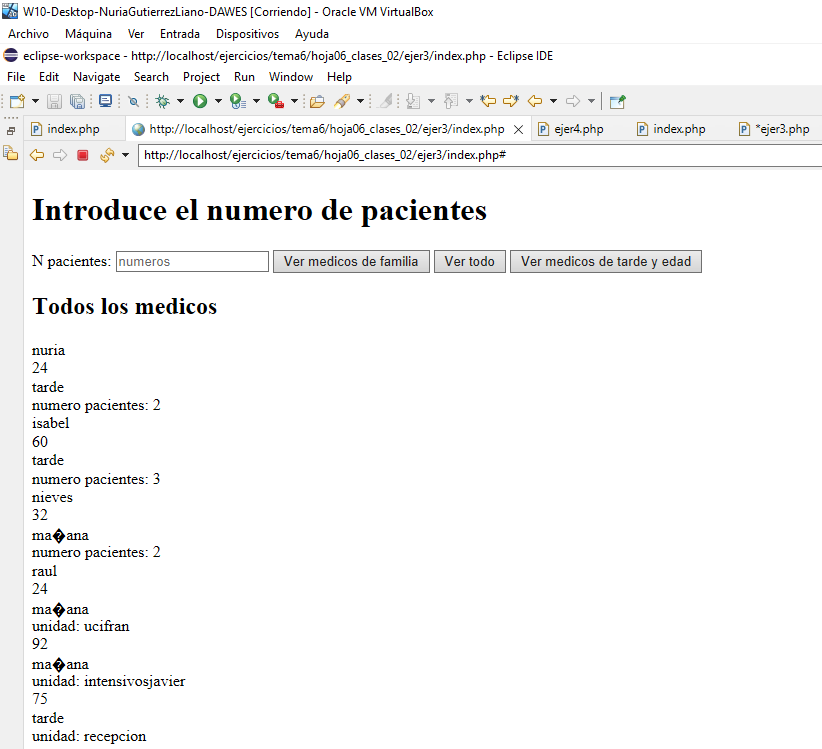 W10-Desktop-NuriaGutierrezLiano-DAWES [Corriendo] - Oracle VM VirtualBox
Archivo Máquina Ver Entrada Dispositivos Ayuda
eclipse-workspace - http://localhost/ejercicios/tema6/hoja06_clases_02/ejer3/index.php - Eclipse IDE
File Edit Navigate Search Project Run Window Help
index.php http://localhost/ejercicios/tema6/hoja06_clases_02/ejer3/index.php ejer4.php index.php *ejer3.php
http://localhost/ejercicios/tema6/hoja06_clases_02/ejer3/index.php#
Introduce el numero de pacientes
N pacientes: numeros Ver medicos de familia Ver todo Ver medicos de tarde y edad
Todos los medicos
nuria
24
tarde
numero pacientes: 2
isabel
60
tarde
numero pacientes: 3
nieves
32
ma�ana
numero pacientes: 2
raul
24
ma�ana
unidad: ucifran
92
ma�ana
unidad: intensivosjavier
75
tarde
unidad: recepcion